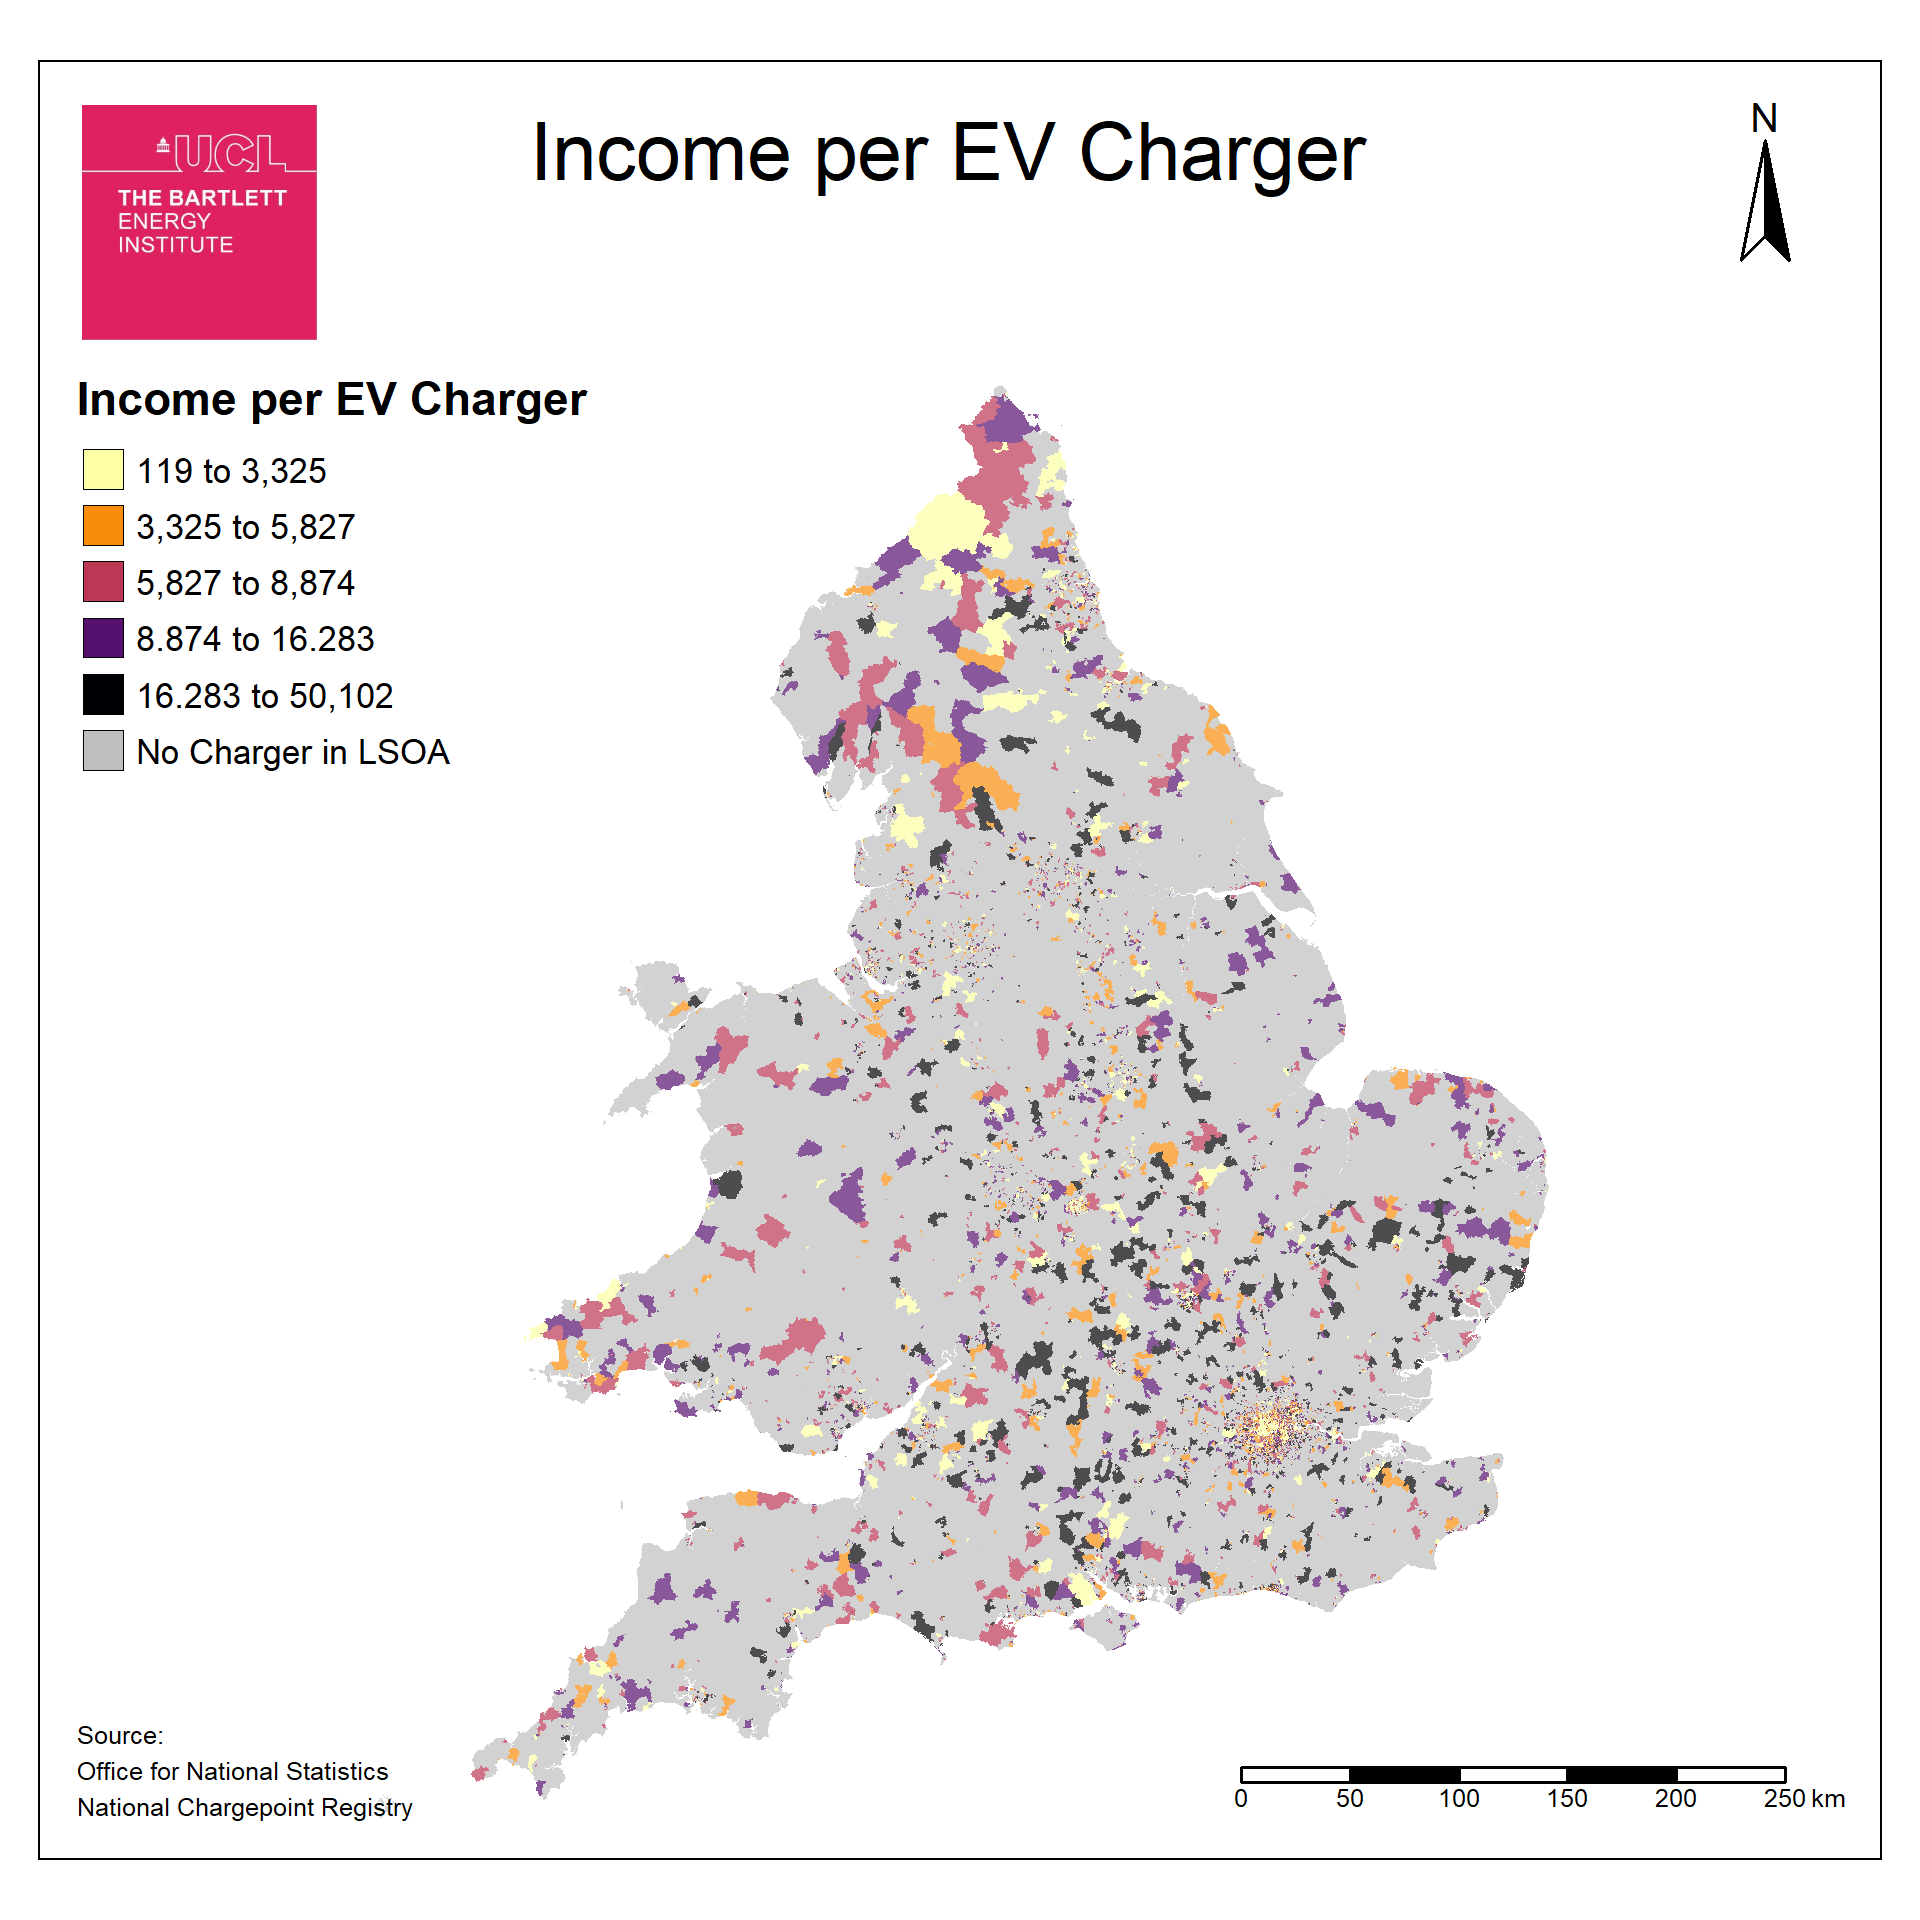 UCL
THE BARTLETT
ENERGY
INSTITUTE
Income per EV Charger
N
Income per EV Charger
119 to 3,325
3,325 to 5,827
5,827 to 8,874
8.874 to 16.283
16.283 to 50,102
No Charger in LSOA
Source:
Office for National Statistics
National Chargepoint Registry
0 50 100 150 200 250 km